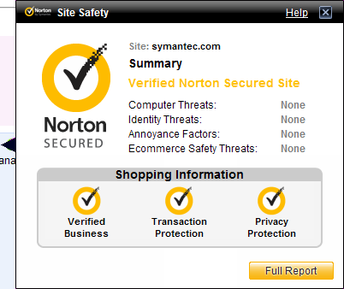 Norton
Site Safety
Help
Site: symantec.com
Summary
Verified Norton Secured Site
Computer Threats: None
Identity Threats: None
Annoyance Factors: None
Ecommerce Safety Threats: None
Norton
SECURED
Shopping Information
Verified Business
Transaction Protection
Privacy Protection
Full Report